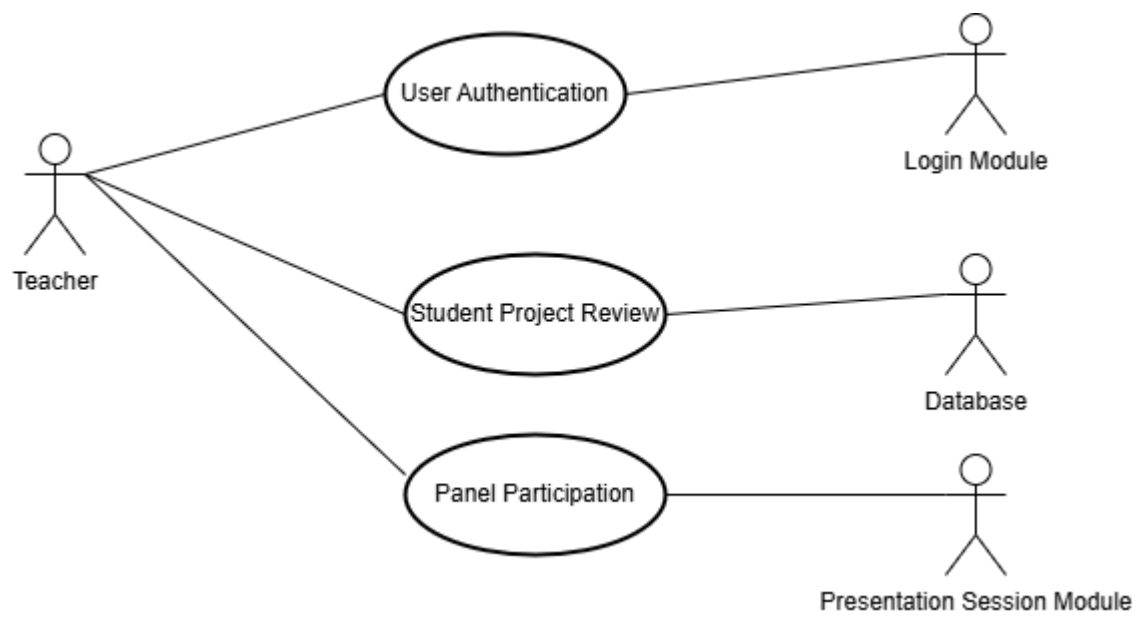 User Authentication
Login Module
Teacher
Student Project Review
Database
Panel Participation
Presentation Session Module